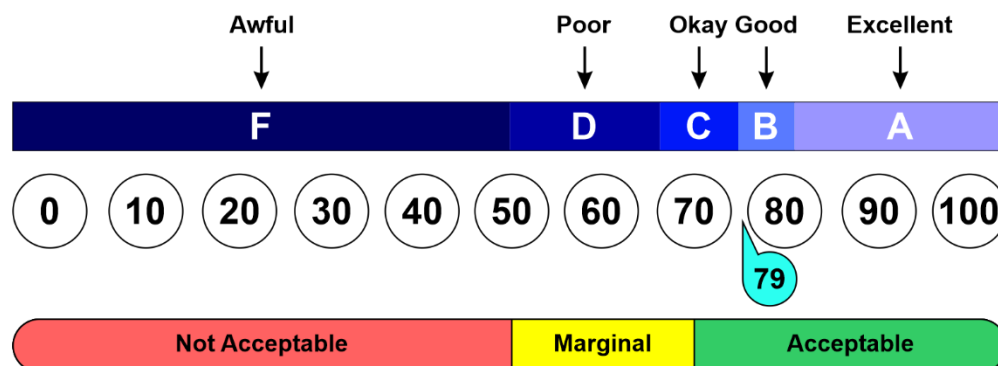 Awful Poor Okay Good Excellent
F D C B A
0 10 20 30 40 50 60 70 80 90 100
79
Not Acceptable Marginal Acceptable